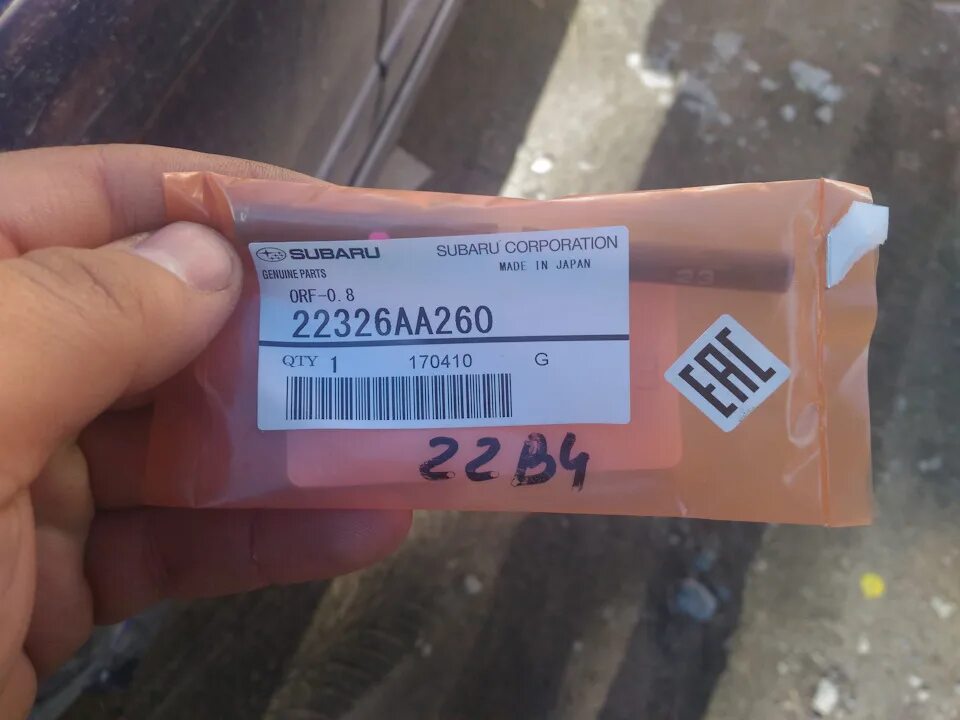 SUBARU
SUBARU CORPORATION
GENUINE PARTS
MADE IN JAPAN
ORF-0.8
22326AA260
QTY 1 170410 G
EAC
22B4